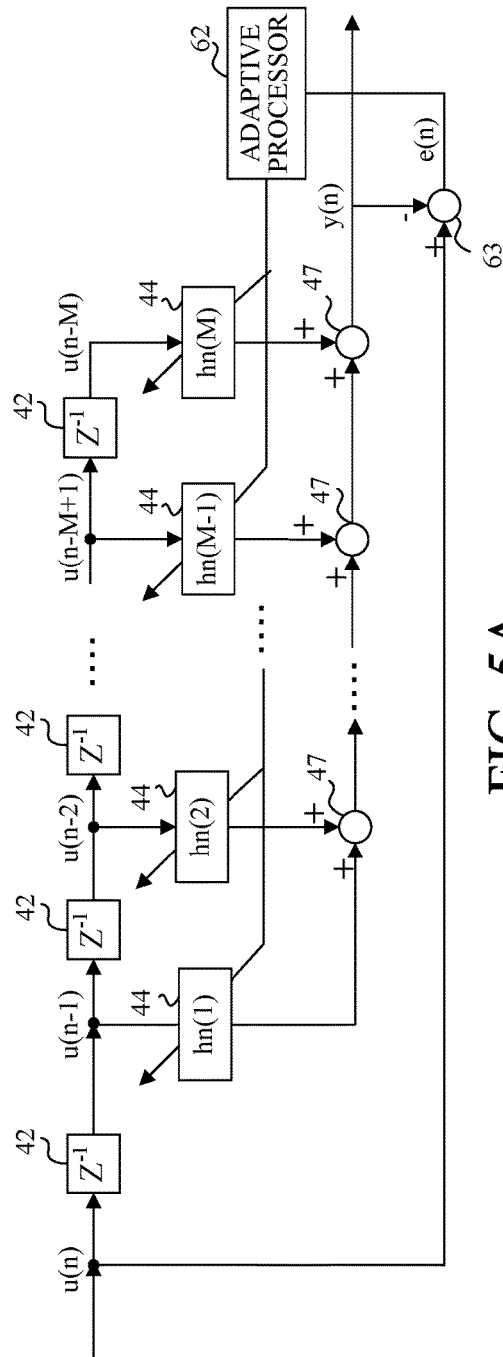 u(n)
42
Z-1
u(n-1)
42
Z-1
u(n-2)
42
Z-1
.....
u(n-M+1)
42
Z-1
u(n-M)
44
hn(1)
44
hn(2)
.....
44
hn(M-1)
44
hn(M)
62
ADAPTIVE
PROCESSOR
+
+
47
.....
+
+
47
+
+
47
y(n)
-
+
63
e(n)
FIG. 5A